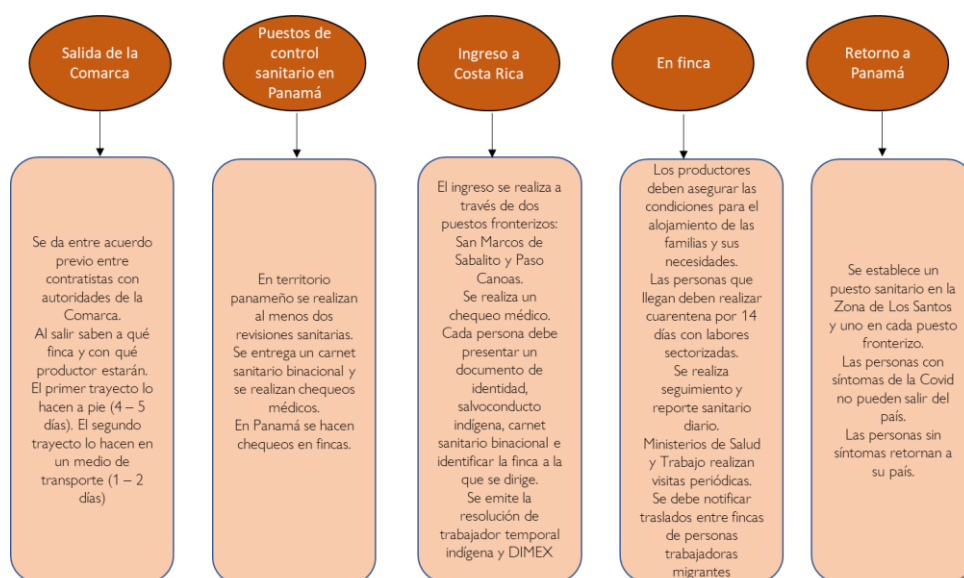 Salida de la
Comarca
Puestos de
control
sanitario en
Panamá
Ingreso a
Costa Rica
En finca
Retorno a
Panamá
Se da entre acuerdo
previo entre
contratistas con
autoridades de la
Comarca.
Al salir saben a qué
finca y con qué
productor estarán.
El primer trayecto lo
hacen a pie (4 – 5
días). El segundo
trayecto lo hacen en
un medio de
transporte (1 – 2
días)
En territorio
panameño se realizan
al menos dos
revisiones sanitarias.
Se entrega un carnet
sanitario binacional y
se realizan chequeos
médicos.
En Panamá se hacen
chequeos en fincas.
El ingreso se realiza a
través de dos
puestos fronterizos:
San Marcos de
Sabalito y Paso
Canoas.
Se realiza un
chequeo médico.
Cada persona debe
presentar un
documento de
identidad,
salvoconducto
indígena, carnet
sanitario binacional e
identificar la finca a la
que se dirige.
Se emite la
resolución de
trabajador temporal
indígena y DIMEX
Los productores
deben asegurar las
condiciones para el
alojamiento de las
familias y sus
necesidades.
Las personas que
llegan deben realizar
cuarentena por 14
días con labores
sectorizadas.
Se realiza
seguimiento y
reporte sanitario
diario.
Ministerios de Salud
y Trabajo realizan
visitas periódicas.
Se debe notificar
traslados entre fincas
de personas
trabajadoras
migrantes
Se establece un
puesto sanitario en la
Zona de Los Santos
y uno en cada puesto
fronterizo.
Las personas con
síntomas de la Covid
no pueden salir del
país.
Las personas sin
síntomas retornan a
su país.